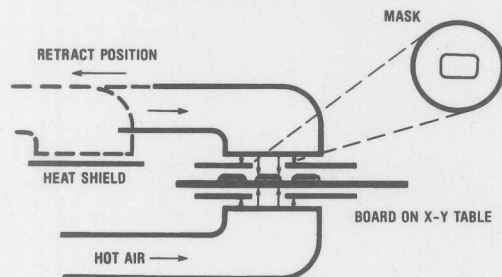 MASK
RETRACT POSITION
HEAT SHIELD
BOARD ON X-Y TABLE
HOT AIR